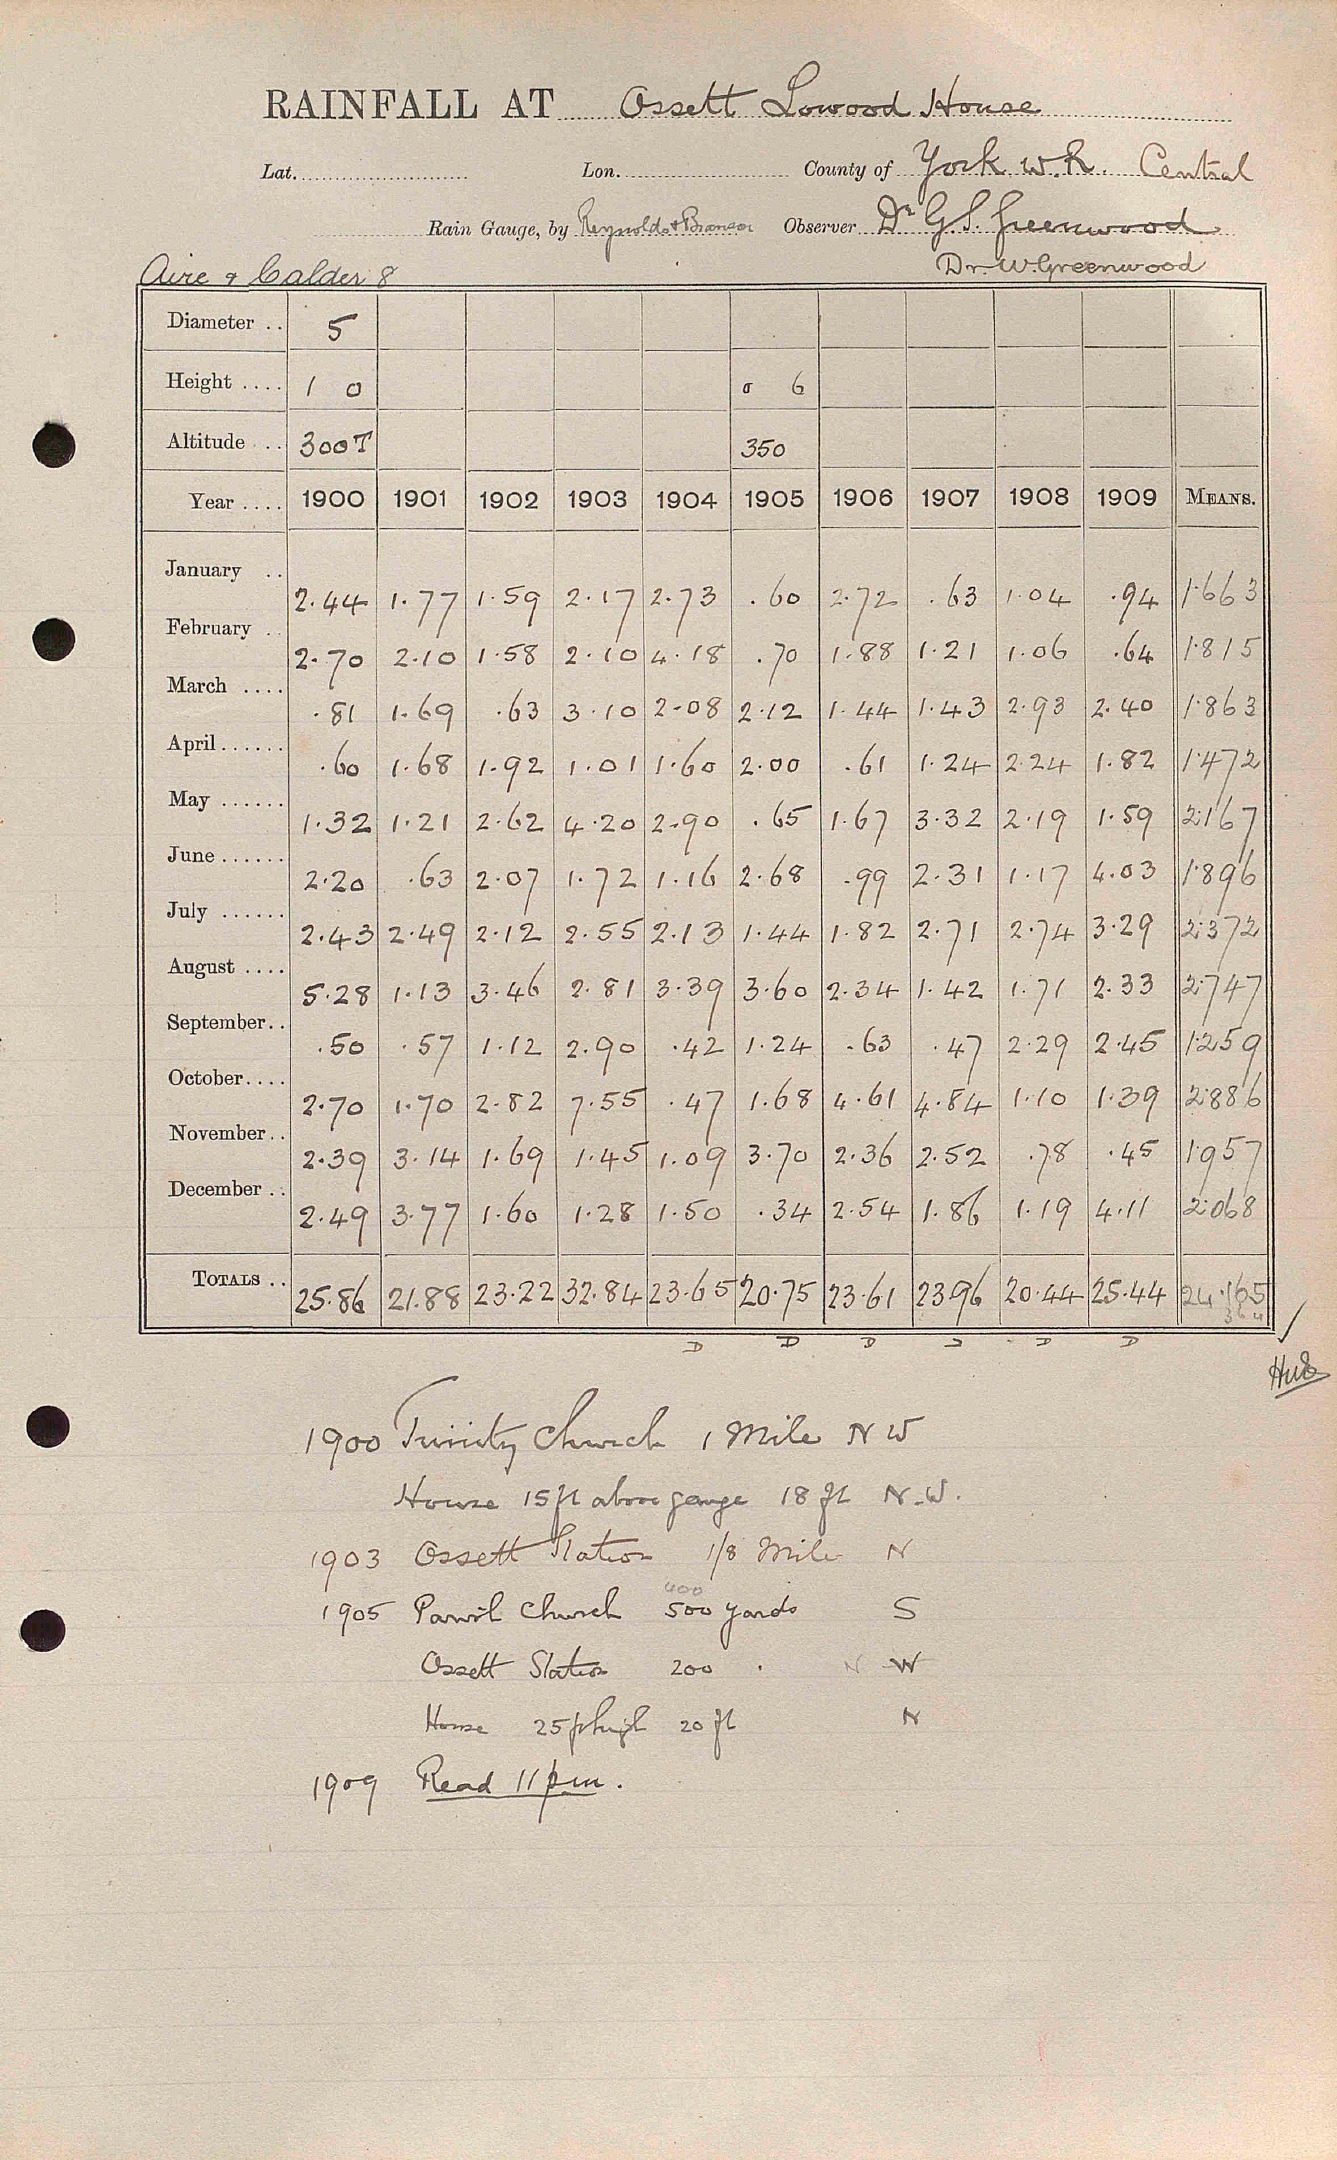 RAINFALL AT Ossett Lowood House
Lat. Lon. County of York W.R. Central
Rain Gauge, by Reynolds & Branson Observer Dr G. S. Greenwood
Aire & Calder 8 Dr. W. Greenwood
Diameter .. 5
Height .... 1 0 0 6
Altitude ... 300T 350
Year .... 1900 1901 1902 1903 1904 1905 1906 1907 1908 1909 MEANS.
January .. 2.44 1.77 1.59 2.17 2.73 .60 2.72 .63 1.04 .94 1.663
February .. 2.70 2.10 1.58 2.10 4.18 .70 1.88 1.21 1.06 .64 1.815
March .... .81 1.69 .63 3.10 2.08 2.12 1.44 1.43 2.93 2.40 1.863
April ...... .60 1.68 1.92 1.01 1.60 2.00 .61 1.24 2.24 1.82 1.472
May ...... 1.32 1.21 2.62 4.20 2.90 .65 1.67 3.32 2.19 1.59 2.167
June ...... 2.20 .63 2.07 1.72 1.16 2.68 .99 2.31 1.17 4.03 1.896
July ...... 2.43 2.49 2.12 2.55 2.13 1.44 1.82 2.71 2.74 3.29 2.372
August .... 5.28 1.13 3.46 2.81 3.39 3.60 2.34 1.42 1.71 2.33 2.747
September .. .50 .57 1.12 2.90 .42 1.24 .63 .47 2.29 2.45 1.259
October .... 2.70 1.70 2.82 7.55 .47 1.68 4.61 4.84 1.10 1.39 2.886
November .. 2.39 3.14 1.69 1.45 1.09 3.70 2.36 2.52 .78 .45 1.957
December .. 2.49 3.77 1.60 1.28 1.50 .34 2.54 1.86 1.19 4.11 2.068
TOTALS .. 25.86 21.88 23.22 32.84 23.65 20.75 23.61 23.96 20.44 25.44 24.165
D D D D D D
1900 Trinity Church 1 Mile N W
House 15 ft above gauge 18 ft N.W.
1903 Ossett Station 1/8 Mile N
400
1905 Parish Church 500 yards S
Ossett Station 200 . N W
House 25 ft high 20 ft N
1909 Read 11 pm.